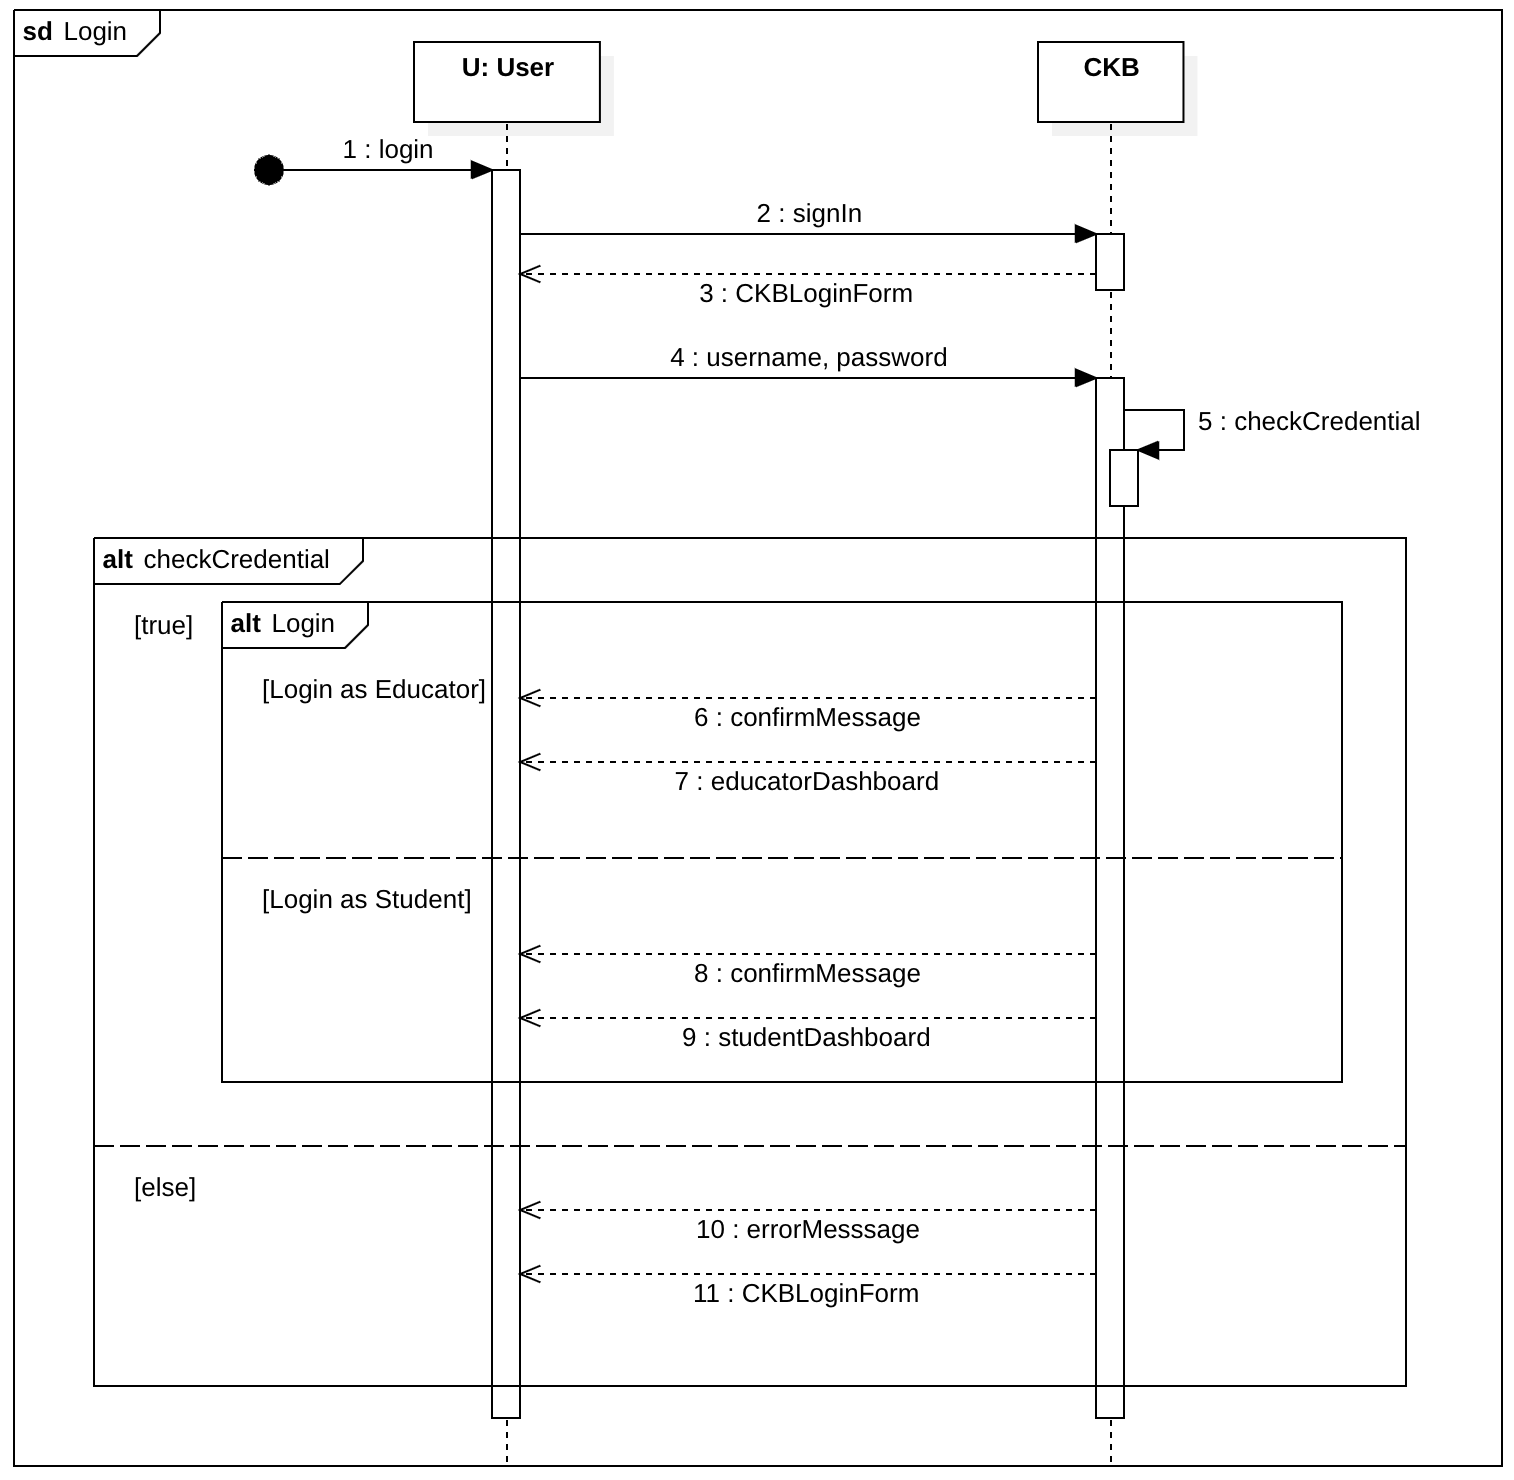 sd Login
U: User
CKB
1 : login
2 : signIn
3 : CKBLoginForm
4 : username, password
5 : checkCredential
alt checkCredential
[true]
alt Login
[Login as Educator]
6 : confirmMessage
7 : educatorDashboard
[Login as Student]
8 : confirmMessage
9 : studentDashboard
[else]
10 : errorMesssage
11 : CKBLoginForm